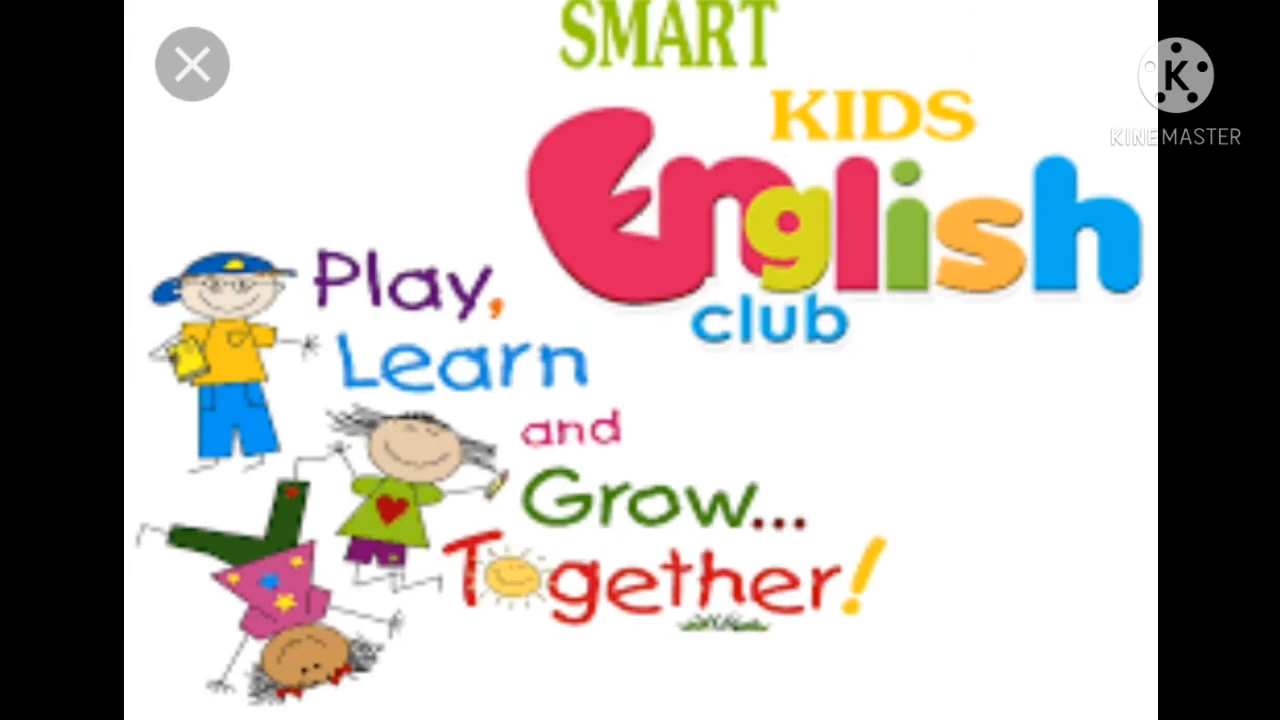 SMART
KIDS
English
club
Play,
Learn
and
Grow...
Together!
K
KINEMASTER